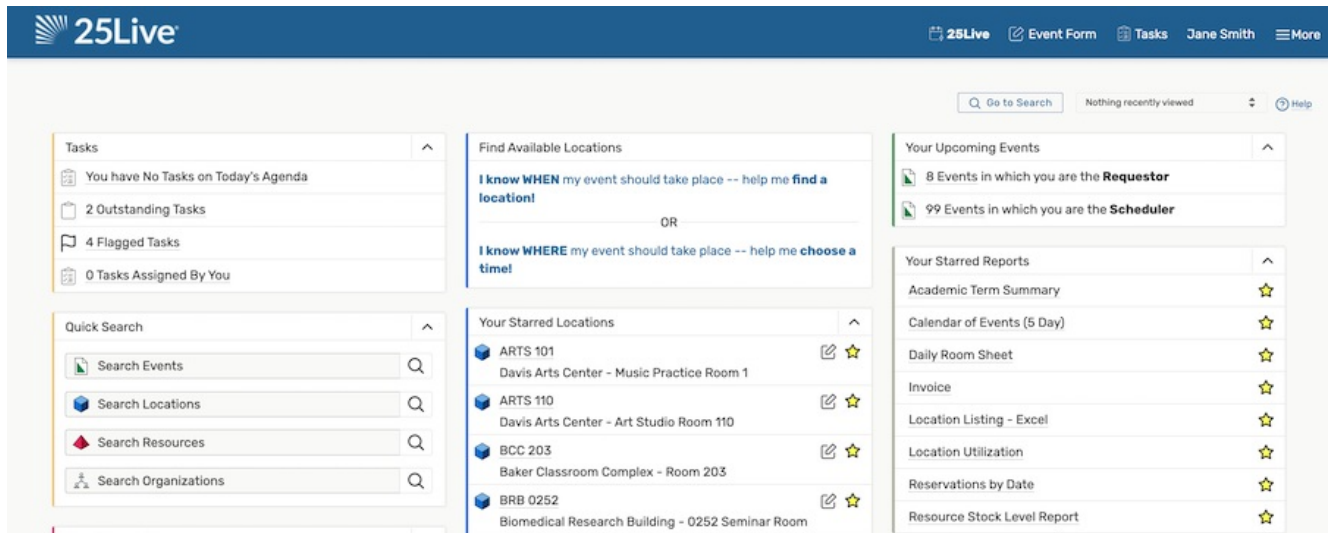 25Live
25Live Event Form Tasks Jane Smith More
Go to Search Nothing recently viewed Help
Tasks
You have No Tasks on Today's Agenda
2 Outstanding Tasks
4 Flagged Tasks
0 Tasks Assigned By You
Quick Search
Search Events
Search Locations
Search Resources
Search Organizations
Find Available Locations
I know WHEN my event should take place -- help me find a
location!
OR
I know WHERE my event should take place -- help me choose a
time!
Your Starred Locations
ARTS 101
Davis Arts Center - Music Practice Room 1
ARTS 110
Davis Arts Center - Art Studio Room 110
BCC 203
Baker Classroom Complex - Room 203
BRB 0252
Biomedical Research Building - 0252 Seminar Room
Your Upcoming Events
8 Events in which you are the Requestor
99 Events in which you are the Scheduler
Your Starred Reports
Academic Term Summary
Calendar of Events (5 Day)
Daily Room Sheet
Invoice
Location Listing - Excel
Location Utilization
Reservations by Date
Resource Stock Level Report